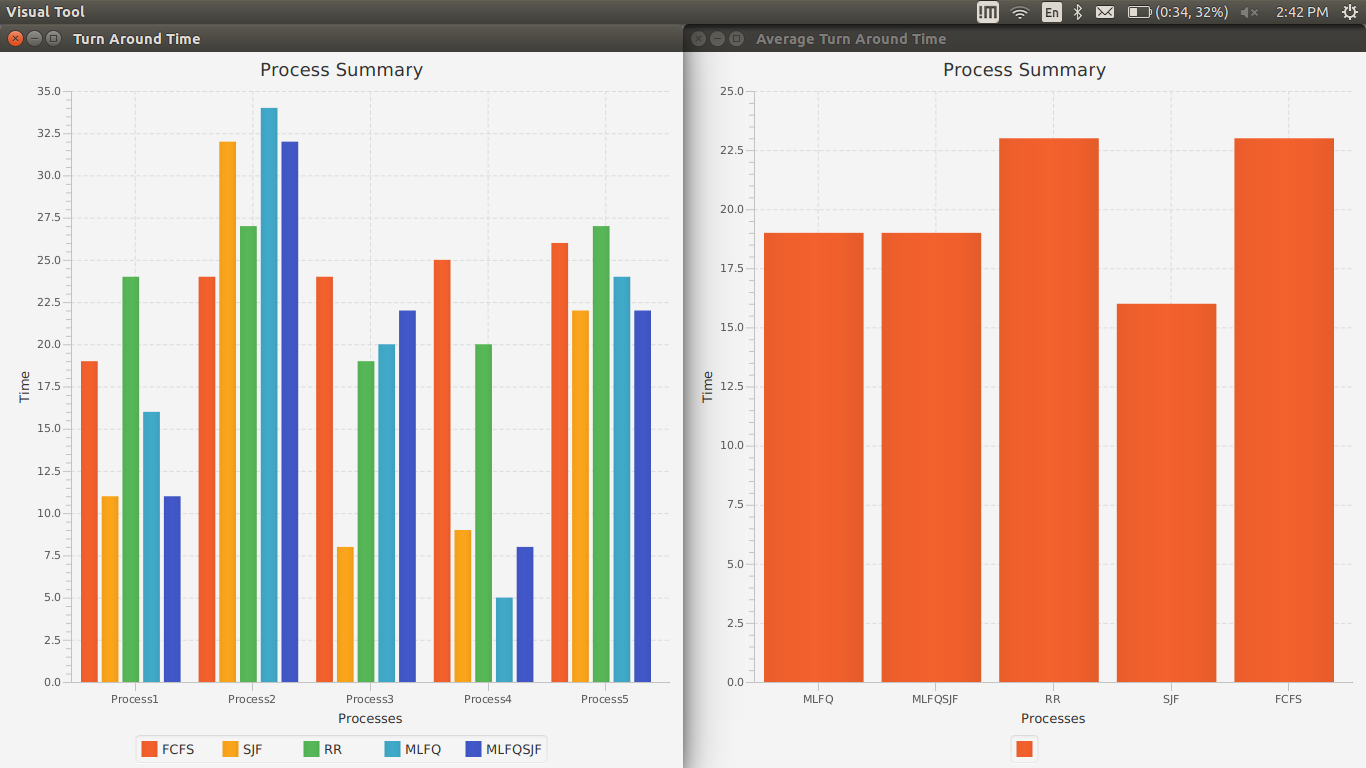 Visual Tool
!M En (0:34, 32%) 2:42 PM
Turn Around Time
Process Summary
35.0
32.5
30.0
27.5
25.0
22.5
20.0
17.5
15.0
12.5
10.0
7.5
5.0
2.5
0.0
Time
Process1 Process2 Process3 Process4 Process5
Processes
FCFS SJF RR MLFQ MLFQSJF
Average Turn Around Time
Process Summary
25.0
22.5
20.0
17.5
15.0
12.5
10.0
7.5
5.0
2.5
0.0
Time
MLFQ MLFQSJF RR SJF FCFS
Processes